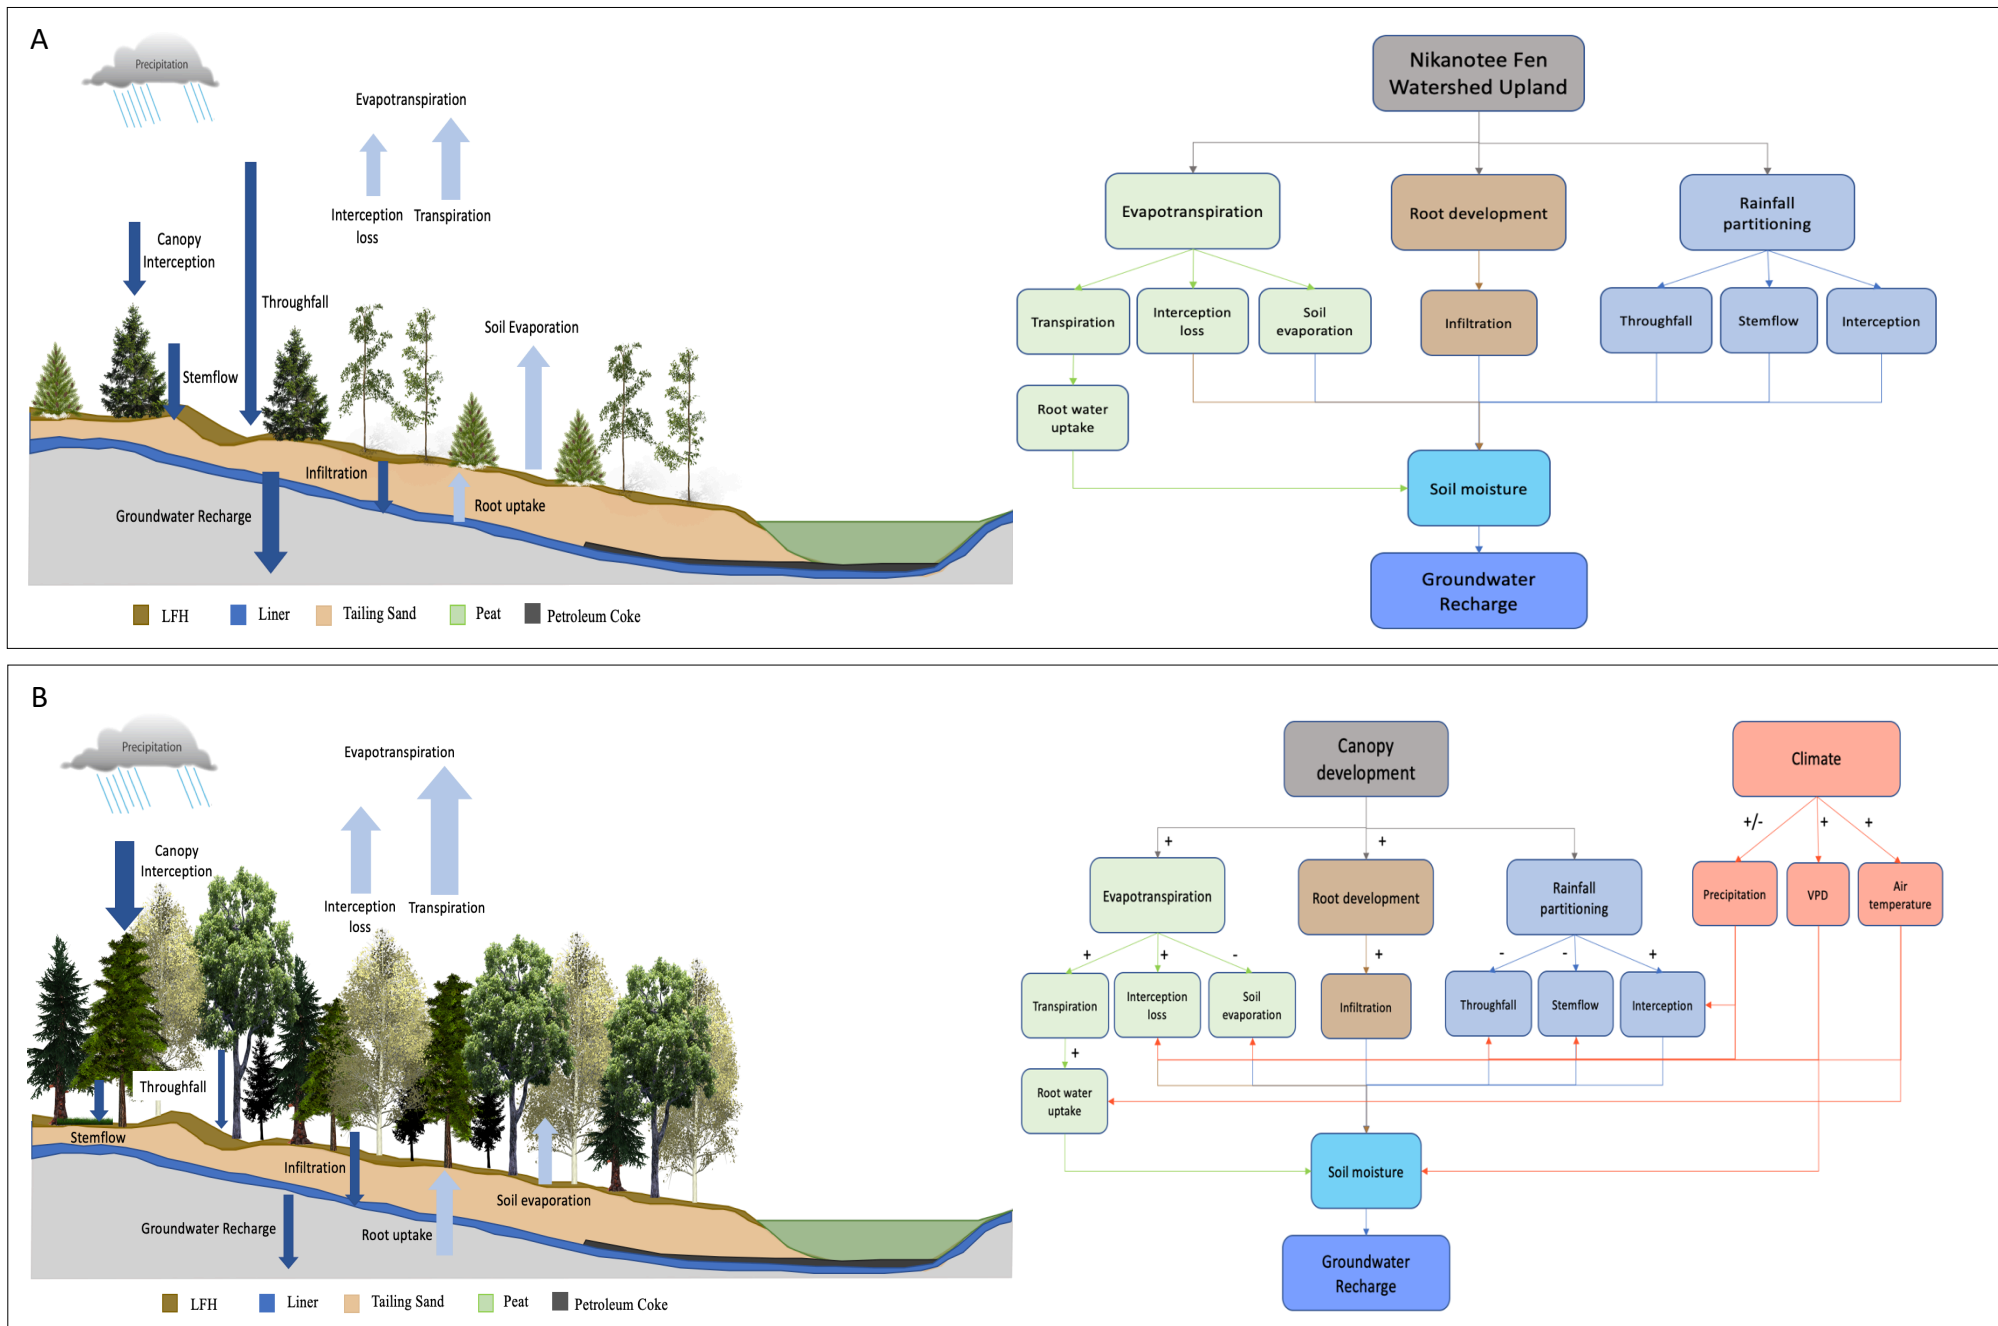 A
Precipitation
Evapotranspiration
Interception
loss
Transpiration
Canopy
Interception
Throughfall
Stemflow
Soil Evaporation
Infiltration
Root uptake
Groundwater Recharge
LFH
Liner
Tailing Sand
Peat
Petroleum Coke
Nikanotee Fen
Watershed Upland
Evapotranspiration
Root development
Rainfall
partitioning
Transpiration
Interception
loss
Soil
evaporation
Infiltration
Throughfall
Stemflow
Interception
Root water
uptake
Soil moisture
Groundwater
Recharge
B
Precipitation
Evapotranspiration
Interception
loss
Transpiration
Canopy
Interception
Throughfall
Stemflow
Infiltration
Soil evaporation
Groundwater Recharge
Root uptake
LFH
Liner
Tailing Sand
Peat
Petroleum Coke
Canopy
development
Climate
+/-
+
+
+
+
Evapotranspiration
Root development
Rainfall
partitioning
Precipitation
VPD
Air
temperature
+
+
-
+
-
-
+
Transpiration
Interception
loss
Soil
evaporation
Infiltration
Throughfall
Stemflow
Interception
+
Root water
uptake
Soil moisture
Groundwater
Recharge